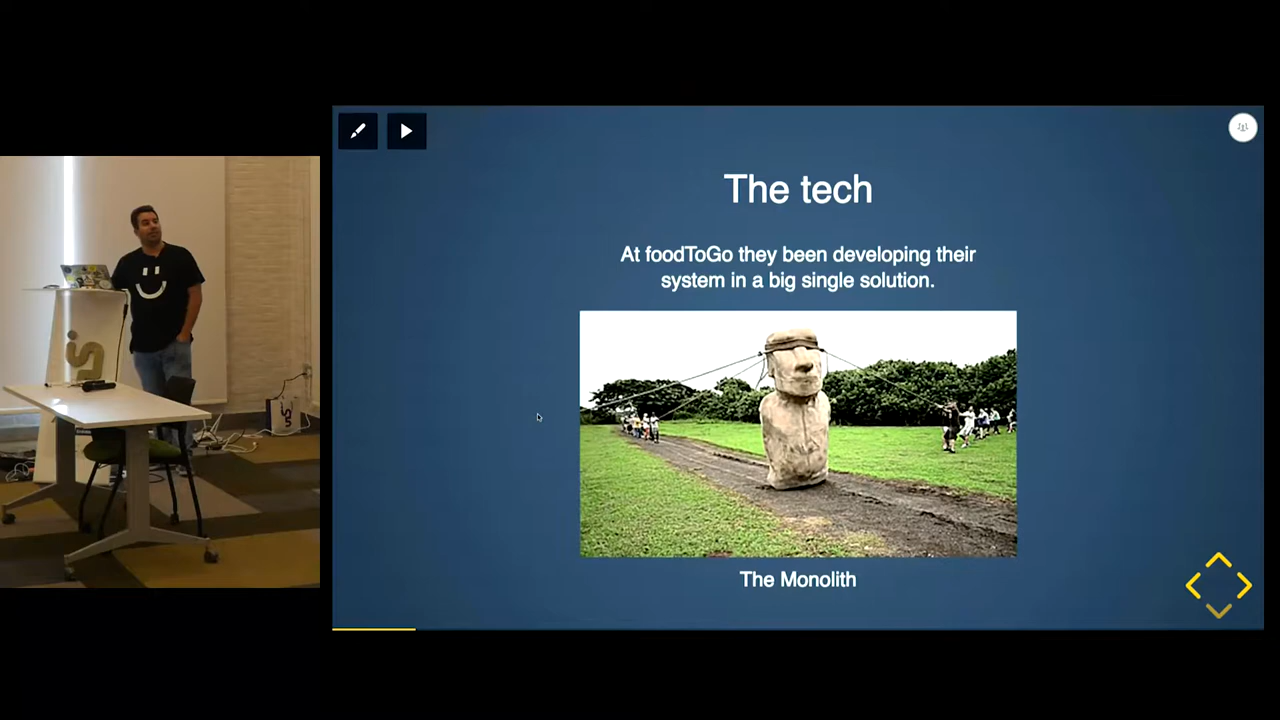 The tech
At foodToGo they been developing their
system in a big single solution.
The Monolith